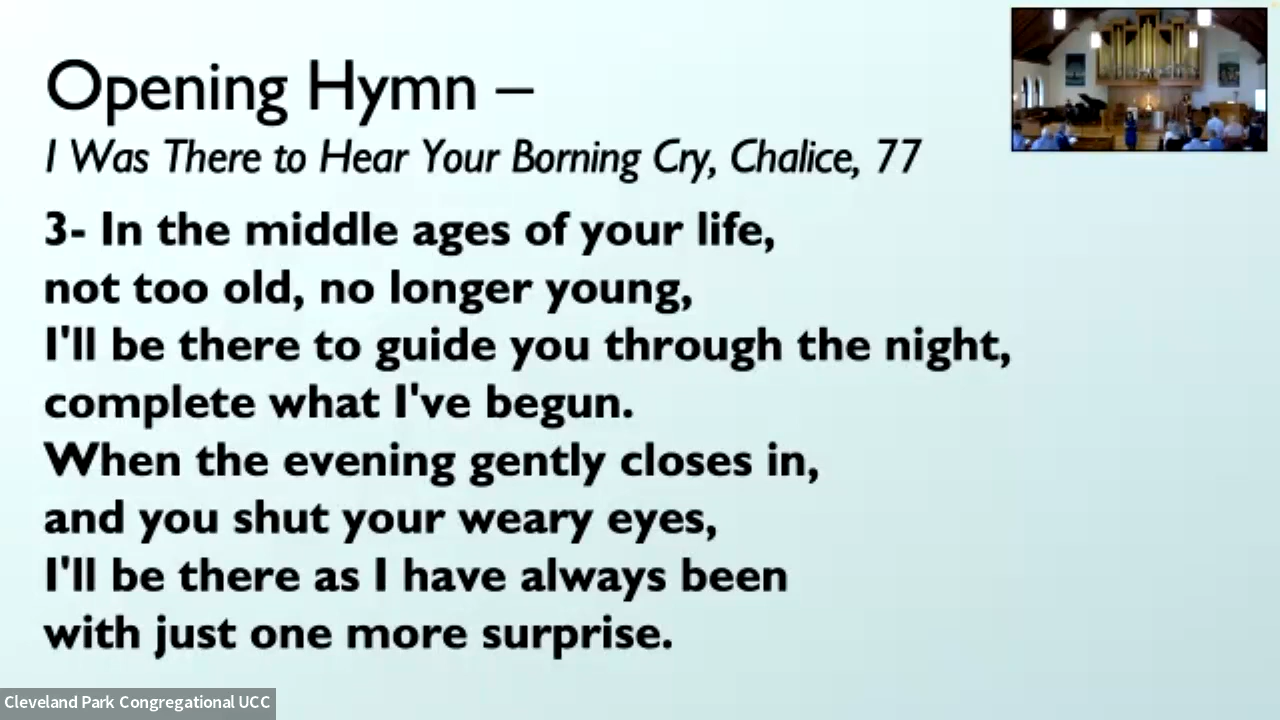 Opening Hymn –
I Was There to Hear Your Borning Cry, Chalice, 77
3- In the middle ages of your life,
not too old, no longer young,
I'll be there to guide you through the night,
complete what I've begun.
When the evening gently closes in,
and you shut your weary eyes,
I'll be there as I have always been
with just one more surprise.
Cleveland Park Congregational UCC